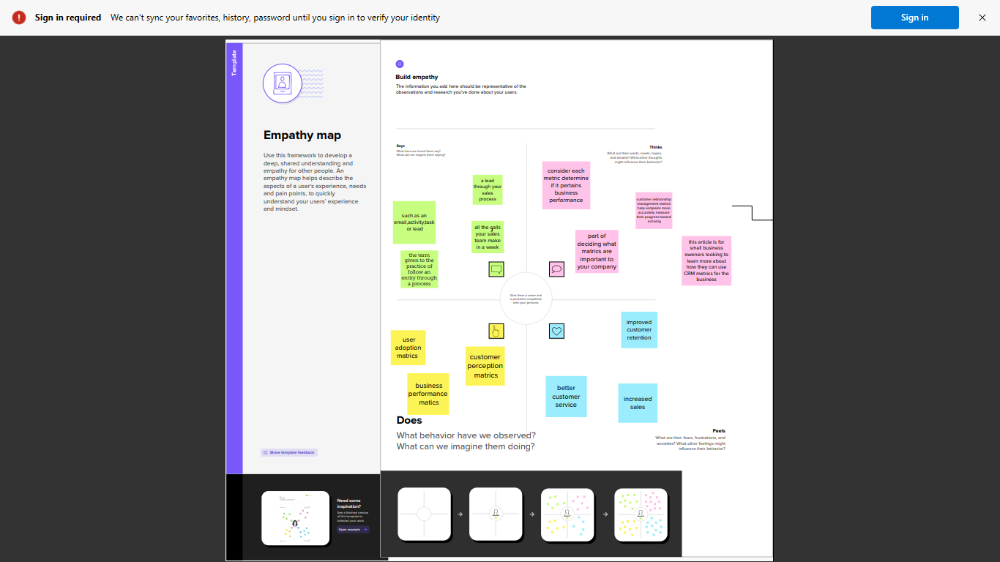 Sign in required We can't sync your favorites, history, password until you sign in to verify your identity
Sign in
Template
Empathy map
Use this framework to develop a
deep, shared understanding and
empathy for other people. An
empathy map helps describe the
aspects of a user's experience, needs
and pain points, to quickly
understand your users' experience
and mindset.
Share template feedback
Need some
inspiration?
See a finished version
of this template to
kickstart your work.
Open example
Build empathy
The information you add here should be representative of the
observations and research you've done about your users.
Says
What have we heard them say?
What can we imagine them saying?
Thinks
What are their wants, needs, hopes,
and dreams? What other thoughts
might influence their behavior?
a lead
through your
sales
process
such as an
email,activity,task
or lead
all the calls
your sales
team make
in a week
the term
given to the
practice of
follow an
entity through
a process
consider each
metric determine
if it pertains
business
performance
customer relationship
management matrics
help compains more
accurately measure
their progress toward
achiving
part of
deciding what
matrics are
important to
your company
this article is for
small business
oweners looking to
learn more about
how they can use
CRM metrics for the
business
Give them a name and
a portrait to empathize
with your persona.
user
adoption
matrics
customer
perception
matrics
business
performance
matics
improved
customer
retention
better
customer
service
increased
sales
Does
What behavior have we observed?
What can we imagine them doing?
Feels
What are their fears, frustrations, and
anxieties? What other feelings might
influence their behavior?